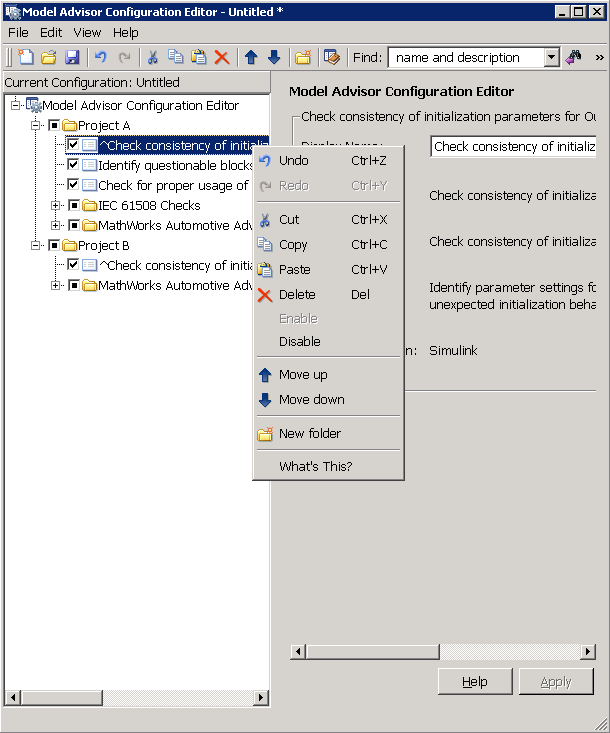 Model Advisor Configuration Editor - Untitled *
File Edit View Help
Find: name and description »
Current Configuration: Untitled
Model Advisor Configuration Editor
Project A
^Check consistency of initializ
Identify questionable blocks
Check for proper usage of
IEC 61508 Checks
MathWorks Automotive Adv
Project B
^Check consistency of initia
MathWorks Automotive Adv
Undo Ctrl+Z
Redo Ctrl+Y
Cut Ctrl+X
Copy Ctrl+C
Paste Ctrl+V
Delete Del
Enable
Disable
Move up
Move down
New folder
What's This?
Model Advisor Configuration Editor
Check consistency of initialization parameters for Ou
Check consistency of initializa
Check consistency of initializa
Check consistency of initializa
Identify parameter settings fo
unexpected initialization beha
n: Simulink
Help Apply